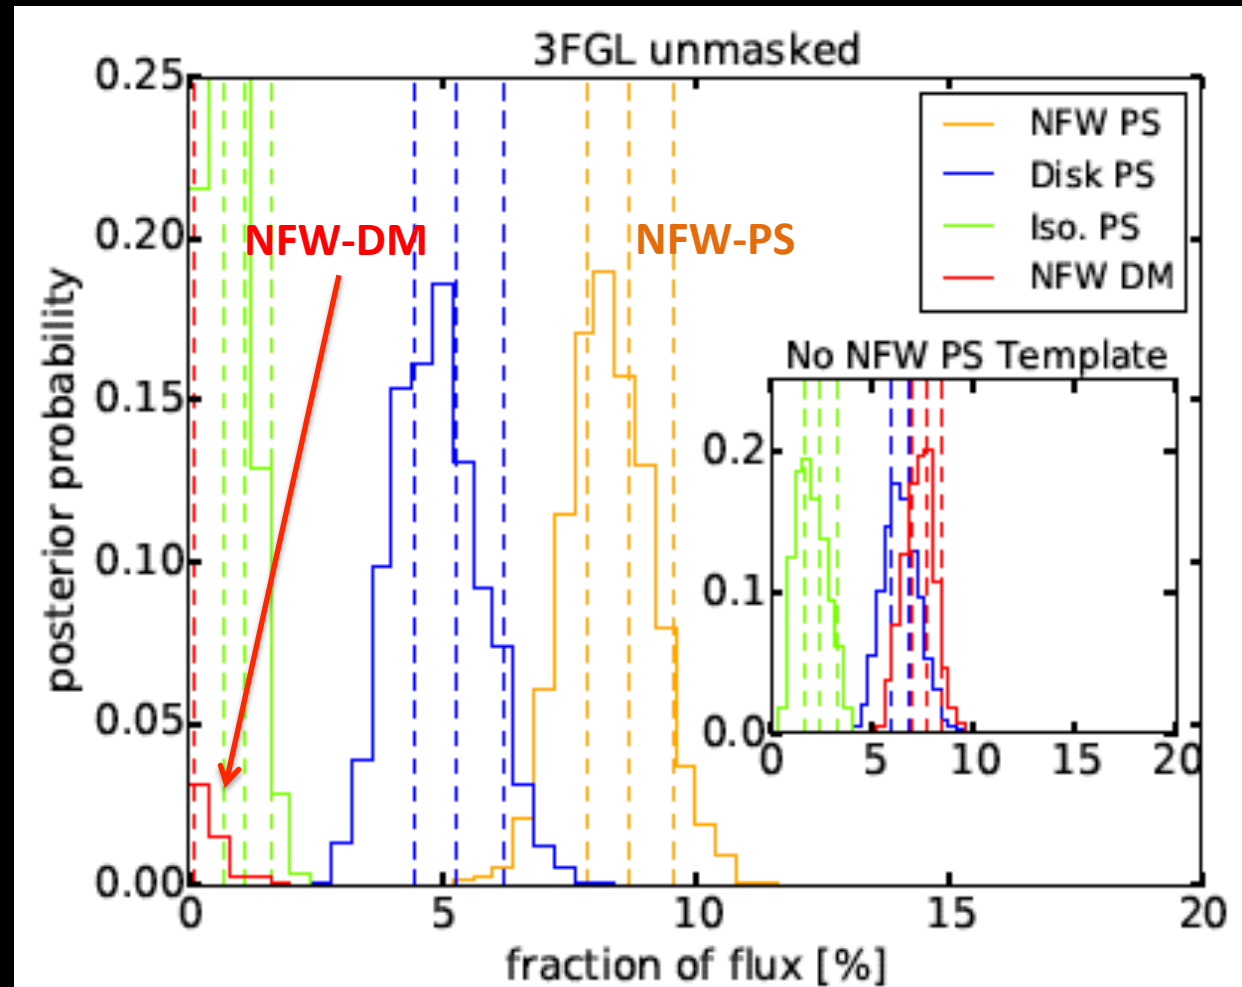 3FGL unmasked
0.25
0.20
0.15
0.10
0.05
0.00
posterior probability
NFW-DM
NFW-PS
NFW PS
Disk PS
Iso. PS
NFW DM
No NFW PS Template
0.2
0.1
0.0
0 5 10 15 20
0 5 10 15 20
fraction of flux [%]